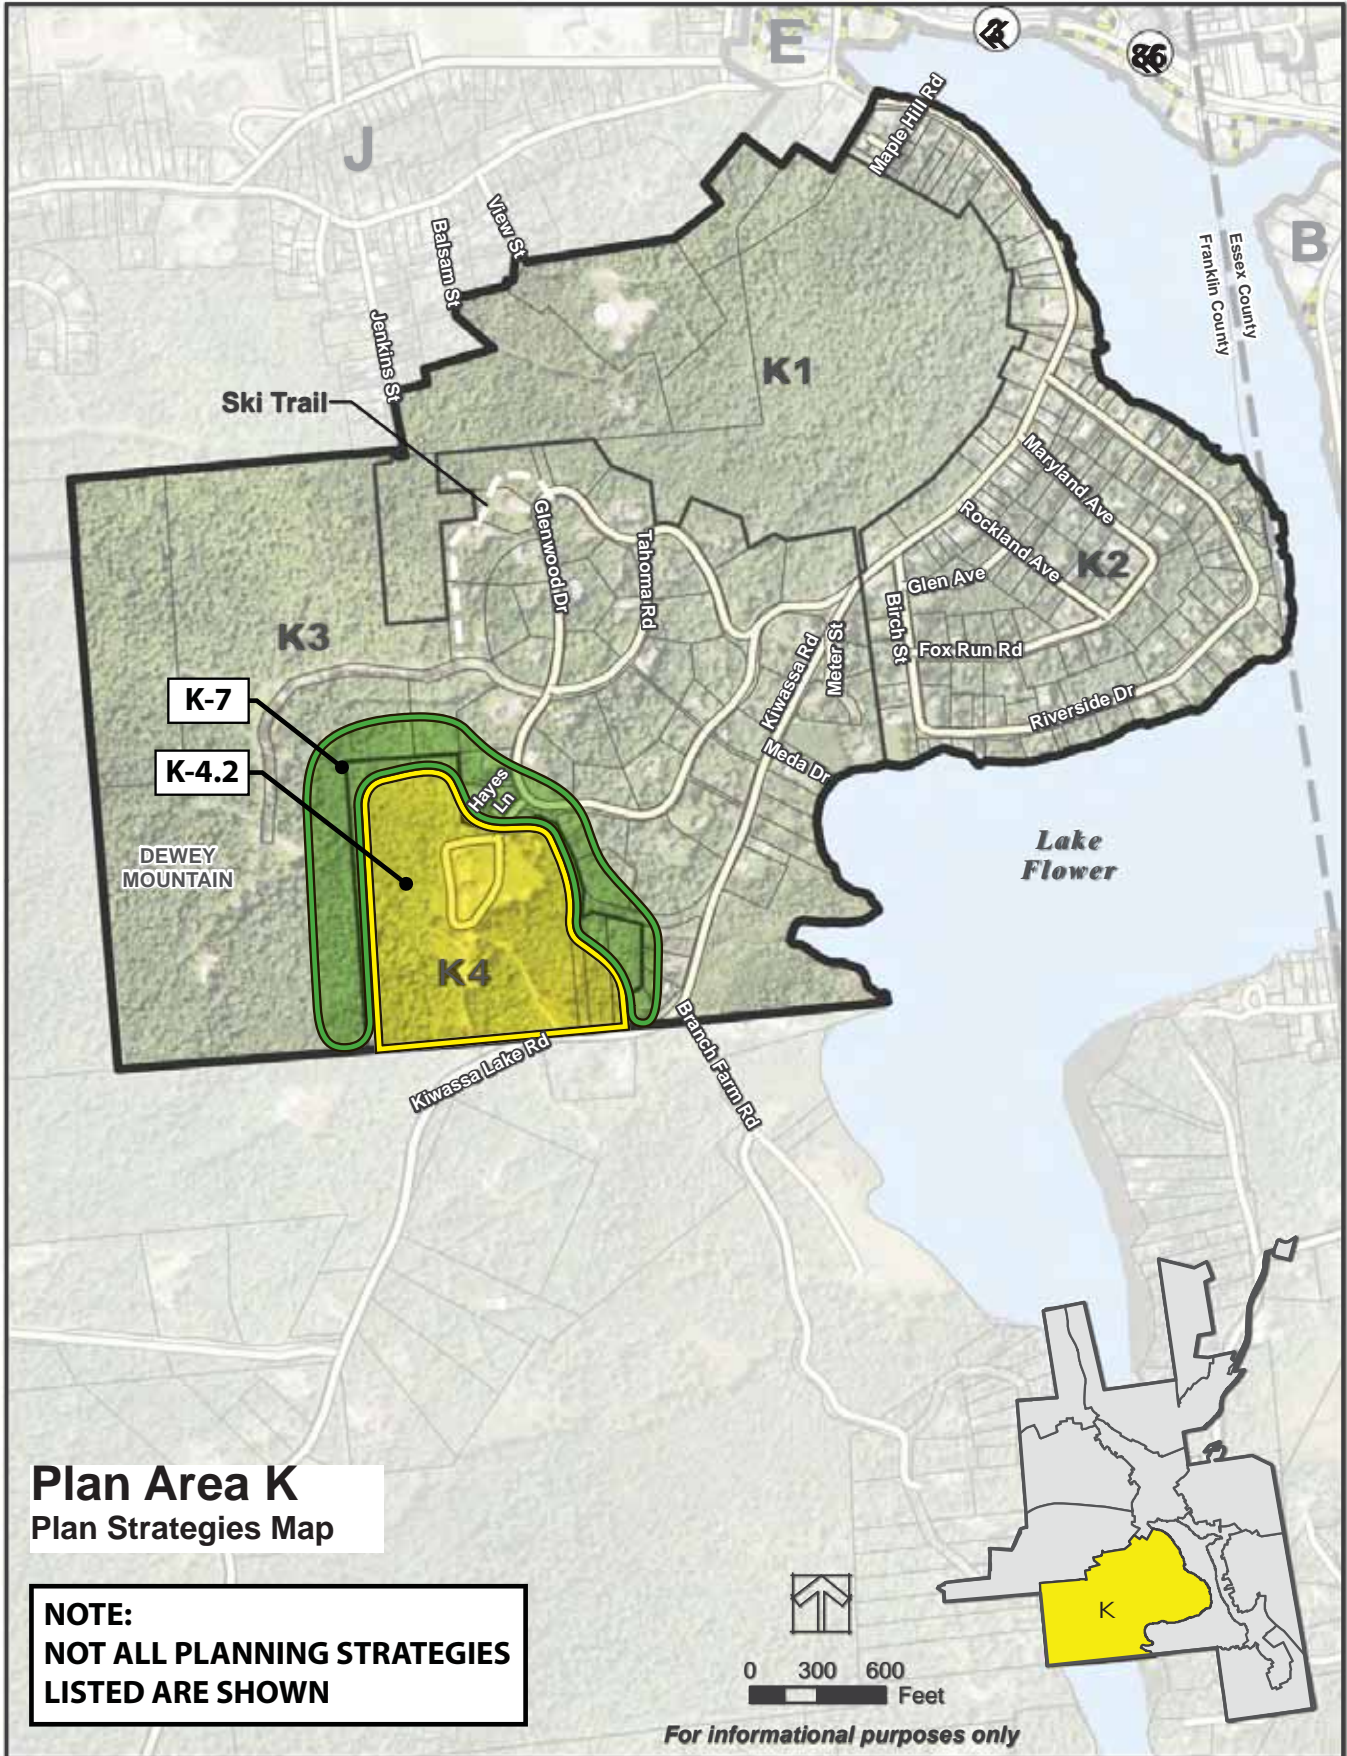 E
86
J
Maple Hill Rd
View St
Balsam St
B
Essex County
Franklin County
Jenkins St
K1
Ski Trail
Maryland Ave
Glenwood Dr
Tahoma Rd
Rockland Ave
K2
Glen Ave
Birch St
K3
Kiwassa Rd
Meter St
Fox Run Rd
K-7
Riverside Dr
Meda Dr
K-4.2
Hayes
Ln
Lake
Flower
DEWEY
MOUNTAIN
K4
Branch Farm Rd
Kiwassa Lake Rd
Plan Area K
Plan Strategies Map
NOTE:
NOT ALL PLANNING STRATEGIES
LISTED ARE SHOWN
K
0 300 600
Feet
For informational purposes only